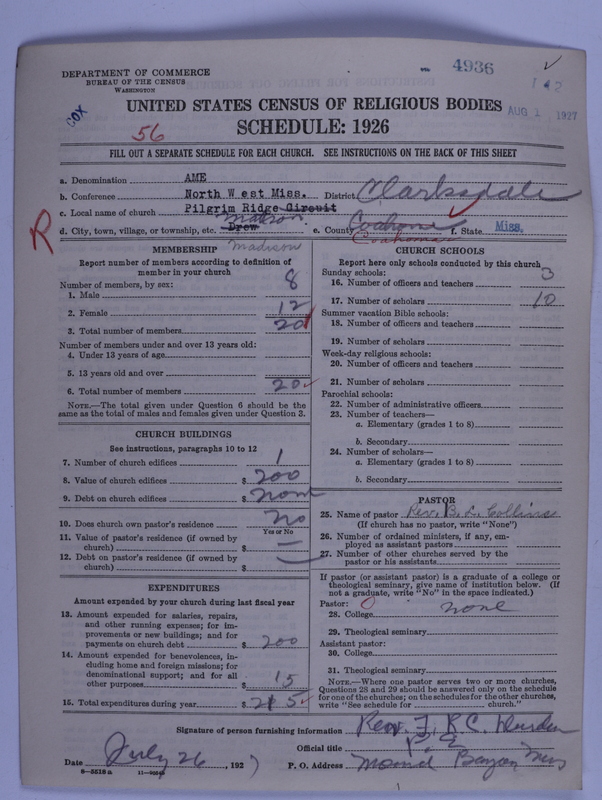 4936
DEPARTMENT OF COMMERCE
BUREAU OF THE CENSUS
WASHINGTON
COX
AUG 1 1927
UNITED STATES CENSUS OF RELIGIOUS BODIES
56
SCHEDULE: 1926
FILL OUT A SEPARATE SCHEDULE FOR EACH CHURCH. SEE INSTRUCTIONS ON THE BACK OF THIS SHEET
a. Denomination AME
b. Conference North West Miss. District Clarksdale
c. Local name of church Pilgrim Ridge Circuit
R d. City, town, village, or township, etc. Drew Mattson e. County Coahoma f. State Miss.
Madison Coahoma
MEMBERSHIP
Report number of members according to definition of
member in your church
Number of members, by sex:
1. Male 8
2. Female 12
3. Total number of members 20
Number of members under and over 13 years old:
4. Under 13 years of age
5. 13 years old and over
6. Total number of members 20
NOTE.—The total given under Question 6 should be the
same as the total of males and females given under Question 3.
CHURCH BUILDINGS
See instructions, paragraphs 10 to 12
7. Number of church edifices 1
8. Value of church edifices $ 200
9. Debt on church edifices $ none
10. Does church own pastor's residence No
Yes or No
11. Value of pastor's residence (if owned by
church) $ —
12. Debt on pastor's residence (if owned by
church) $ —
EXPENDITURES
Amount expended by your church during last fiscal year
13. Amount expended for salaries, repairs,
and other running expenses; for im-
provements or new buildings; and for
payments on church debt $ 200
14. Amount expended for benevolences, in-
cluding home and foreign missions; for
denominational support; and for all
other purposes $ 15
15. Total expenditures during year $ 215
CHURCH SCHOOLS
Report here only schools conducted by this church
Sunday schools:
16. Number of officers and teachers 3
17. Number of scholars 10
Summer vacation Bible schools:
18. Number of officers and teachers
19. Number of scholars
Week-day religious schools:
20. Number of officers and teachers
21. Number of scholars
Parochial schools:
22. Number of administrative officers
23. Number of teachers—
a. Elementary (grades 1 to 8)
b. Secondary
24. Number of scholars—
a. Elementary (grades 1 to 8)
b. Secondary
PASTOR
25. Name of pastor Rev. B. L. Collins
(If church has no pastor, write "None")
26. Number of ordained ministers, if any, em-
ployed as assistant pastors
27. Number of other churches served by the
pastor or his assistants
If pastor (or assistant pastor) is a graduate of a college or
theological seminary, give name of institution below. (If
not a graduate, write "No" in the space indicated.)
Pastor: 0
28. College none
29. Theological seminary
Assistant pastor:
30. College
31. Theological seminary
NOTE.—Where one pastor serves two or more churches,
Questions 28 and 29 should be answered only on the schedule
for one of the churches; on the schedules for the other churches,
write "See schedule for church."
Signature of person furnishing information Rev. F. R. C. Durden
Official title P. E
Date July 26, 1927 P. O. Address Mound Bayou Miss
8—5518 a